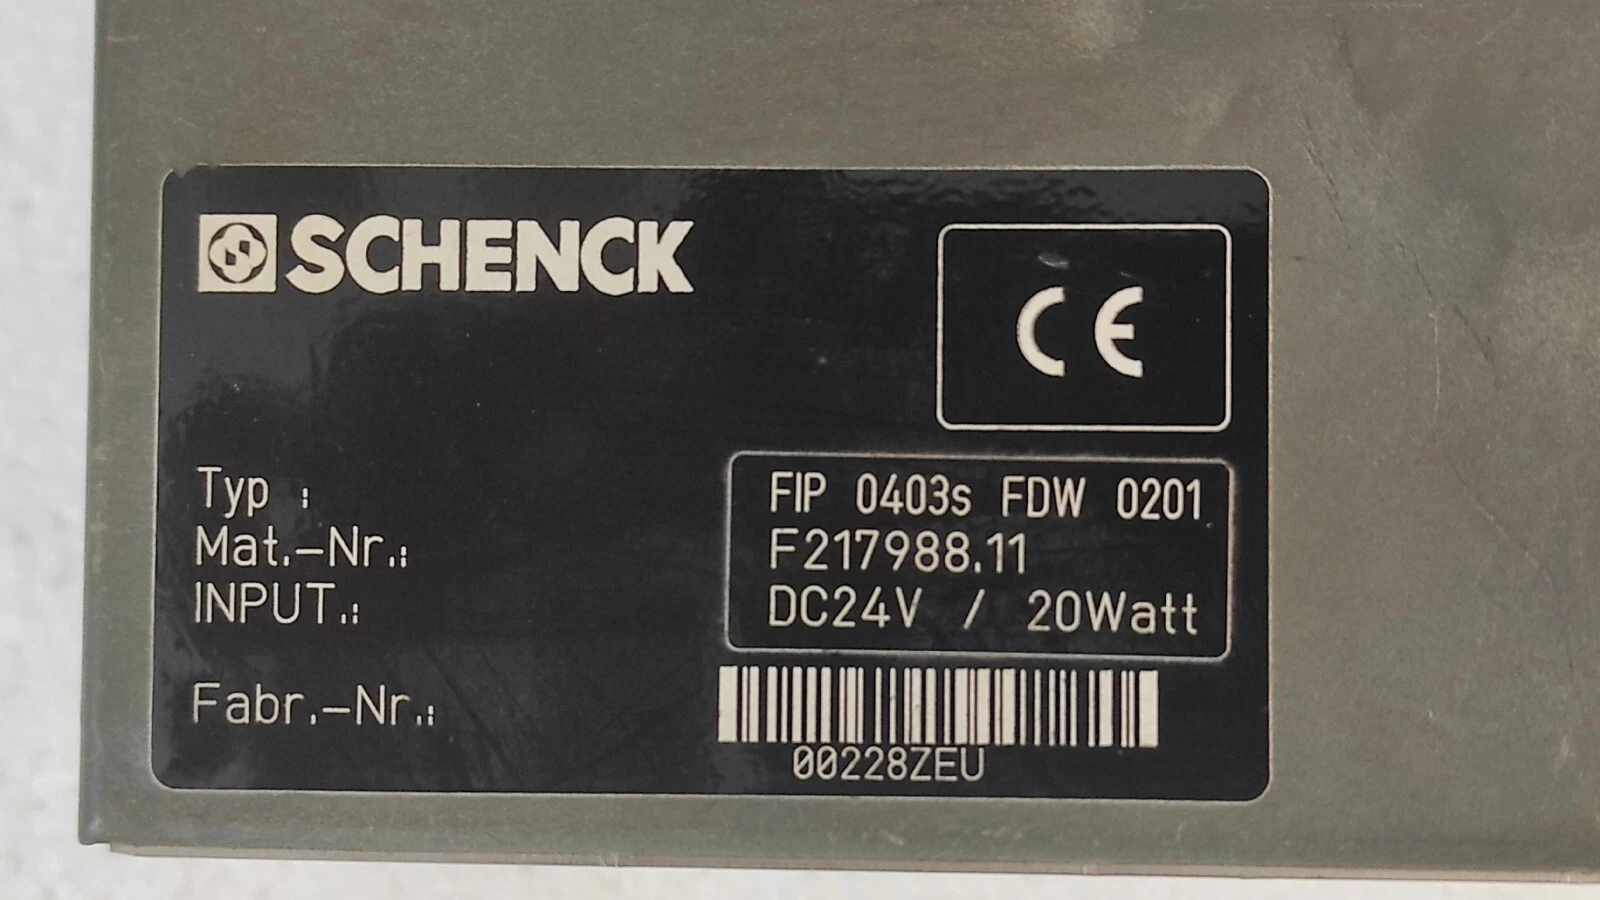 SCHENCK
CE
Typ : FIP 0403s FDW 0201
Mat.-Nr.: F217988.11
INPUT.: DC24V / 20Watt
Fabr.-Nr.:
00228ZEU